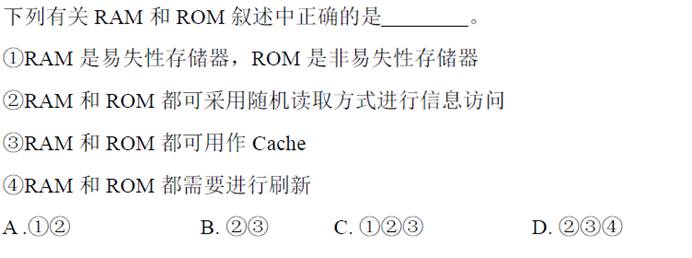 下列有关 RAM 和 ROM 叙述中正确的是________。
①RAM 是易失性存储器，ROM 是非易失性存储器
②RAM 和 ROM 都可采用随机读取方式进行信息访问
③RAM 和 ROM 都可用作 Cache
④RAM 和 ROM 都需要进行刷新
A .①② B. ②③ C. ①②③ D. ②③④